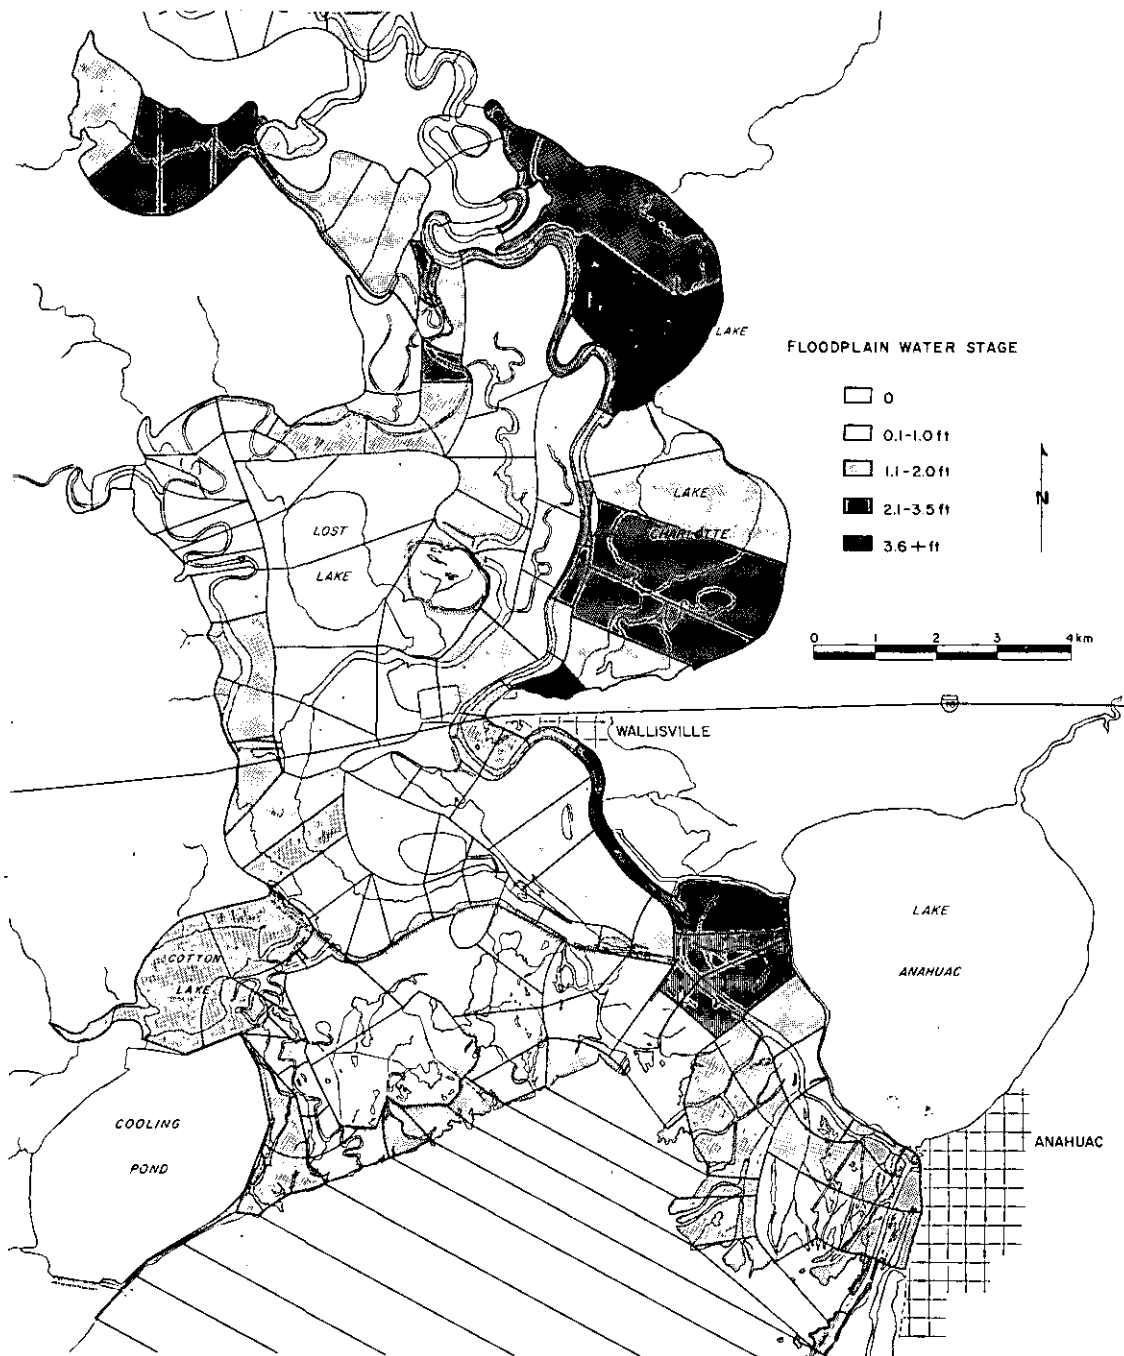 LAKE
FLOODPLAIN WATER STAGE
0
0.1-1.0 ft
1.1-2.0 ft
2.1-3.5 ft
3.6+ft
N
LAKE
CHARLOTTE
LOST
LAKE
0 1 2 3 4 km
10
WALLISVILLE
LAKE
ANAHUAC
COTTON
LAKE
COOLING
POND
ANAHUAC